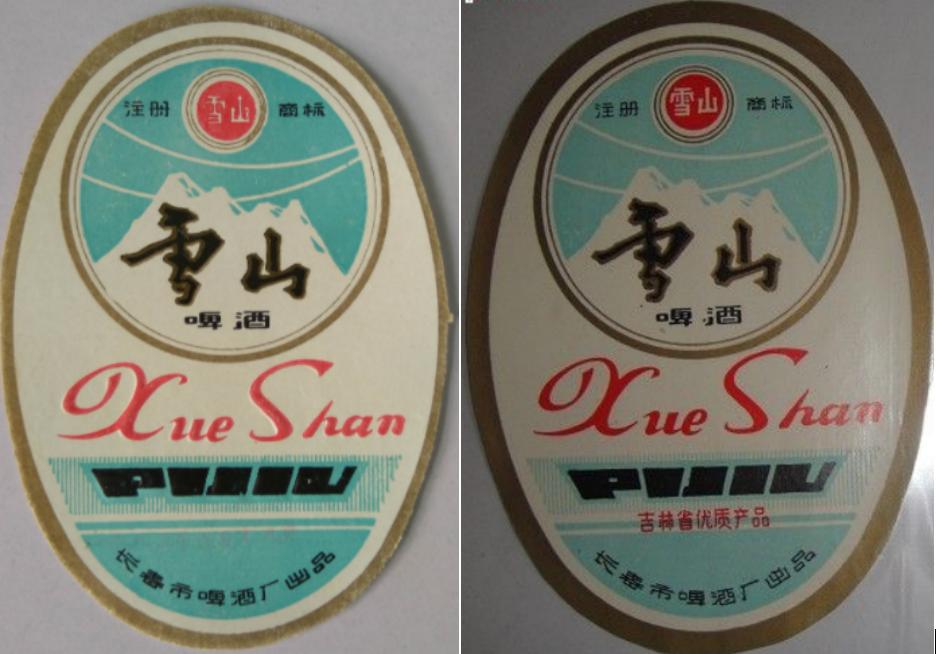 注册 雪山 商标
雪山
啤酒
Xue Shan
PIJIU
长春市啤酒厂出品
注册 雪山 商标
雪山
啤酒
Xue Shan
PIJIU
吉林省优质产品
长春市啤酒厂出品